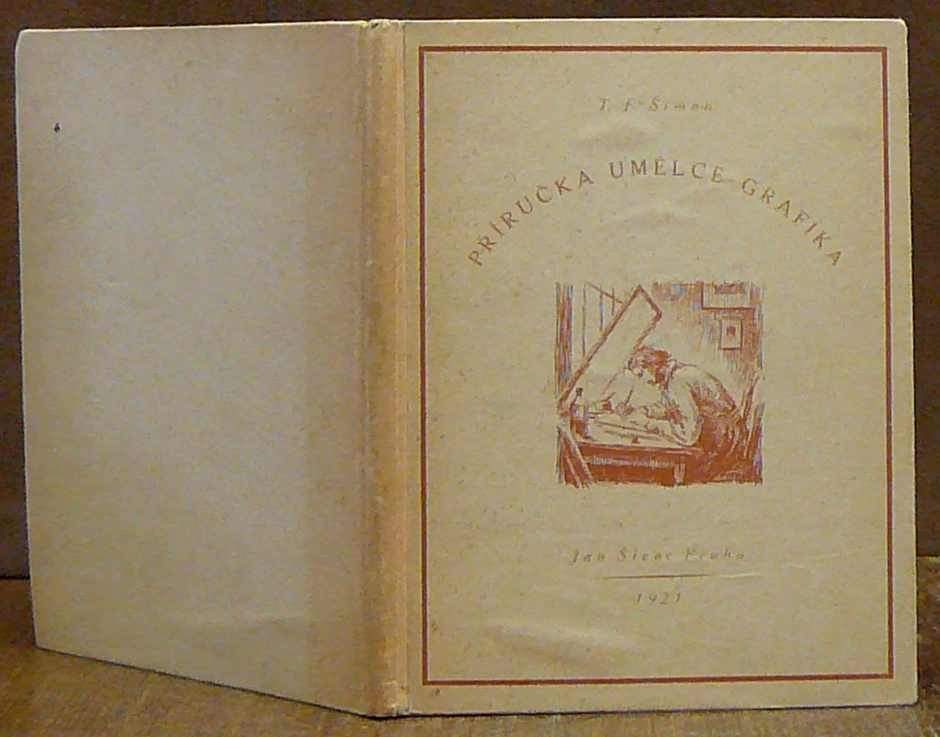 T. F. Šimon
PŘÍRUČKA UMĚLCE GRAFIKA
Jan Štenc Praha
1921